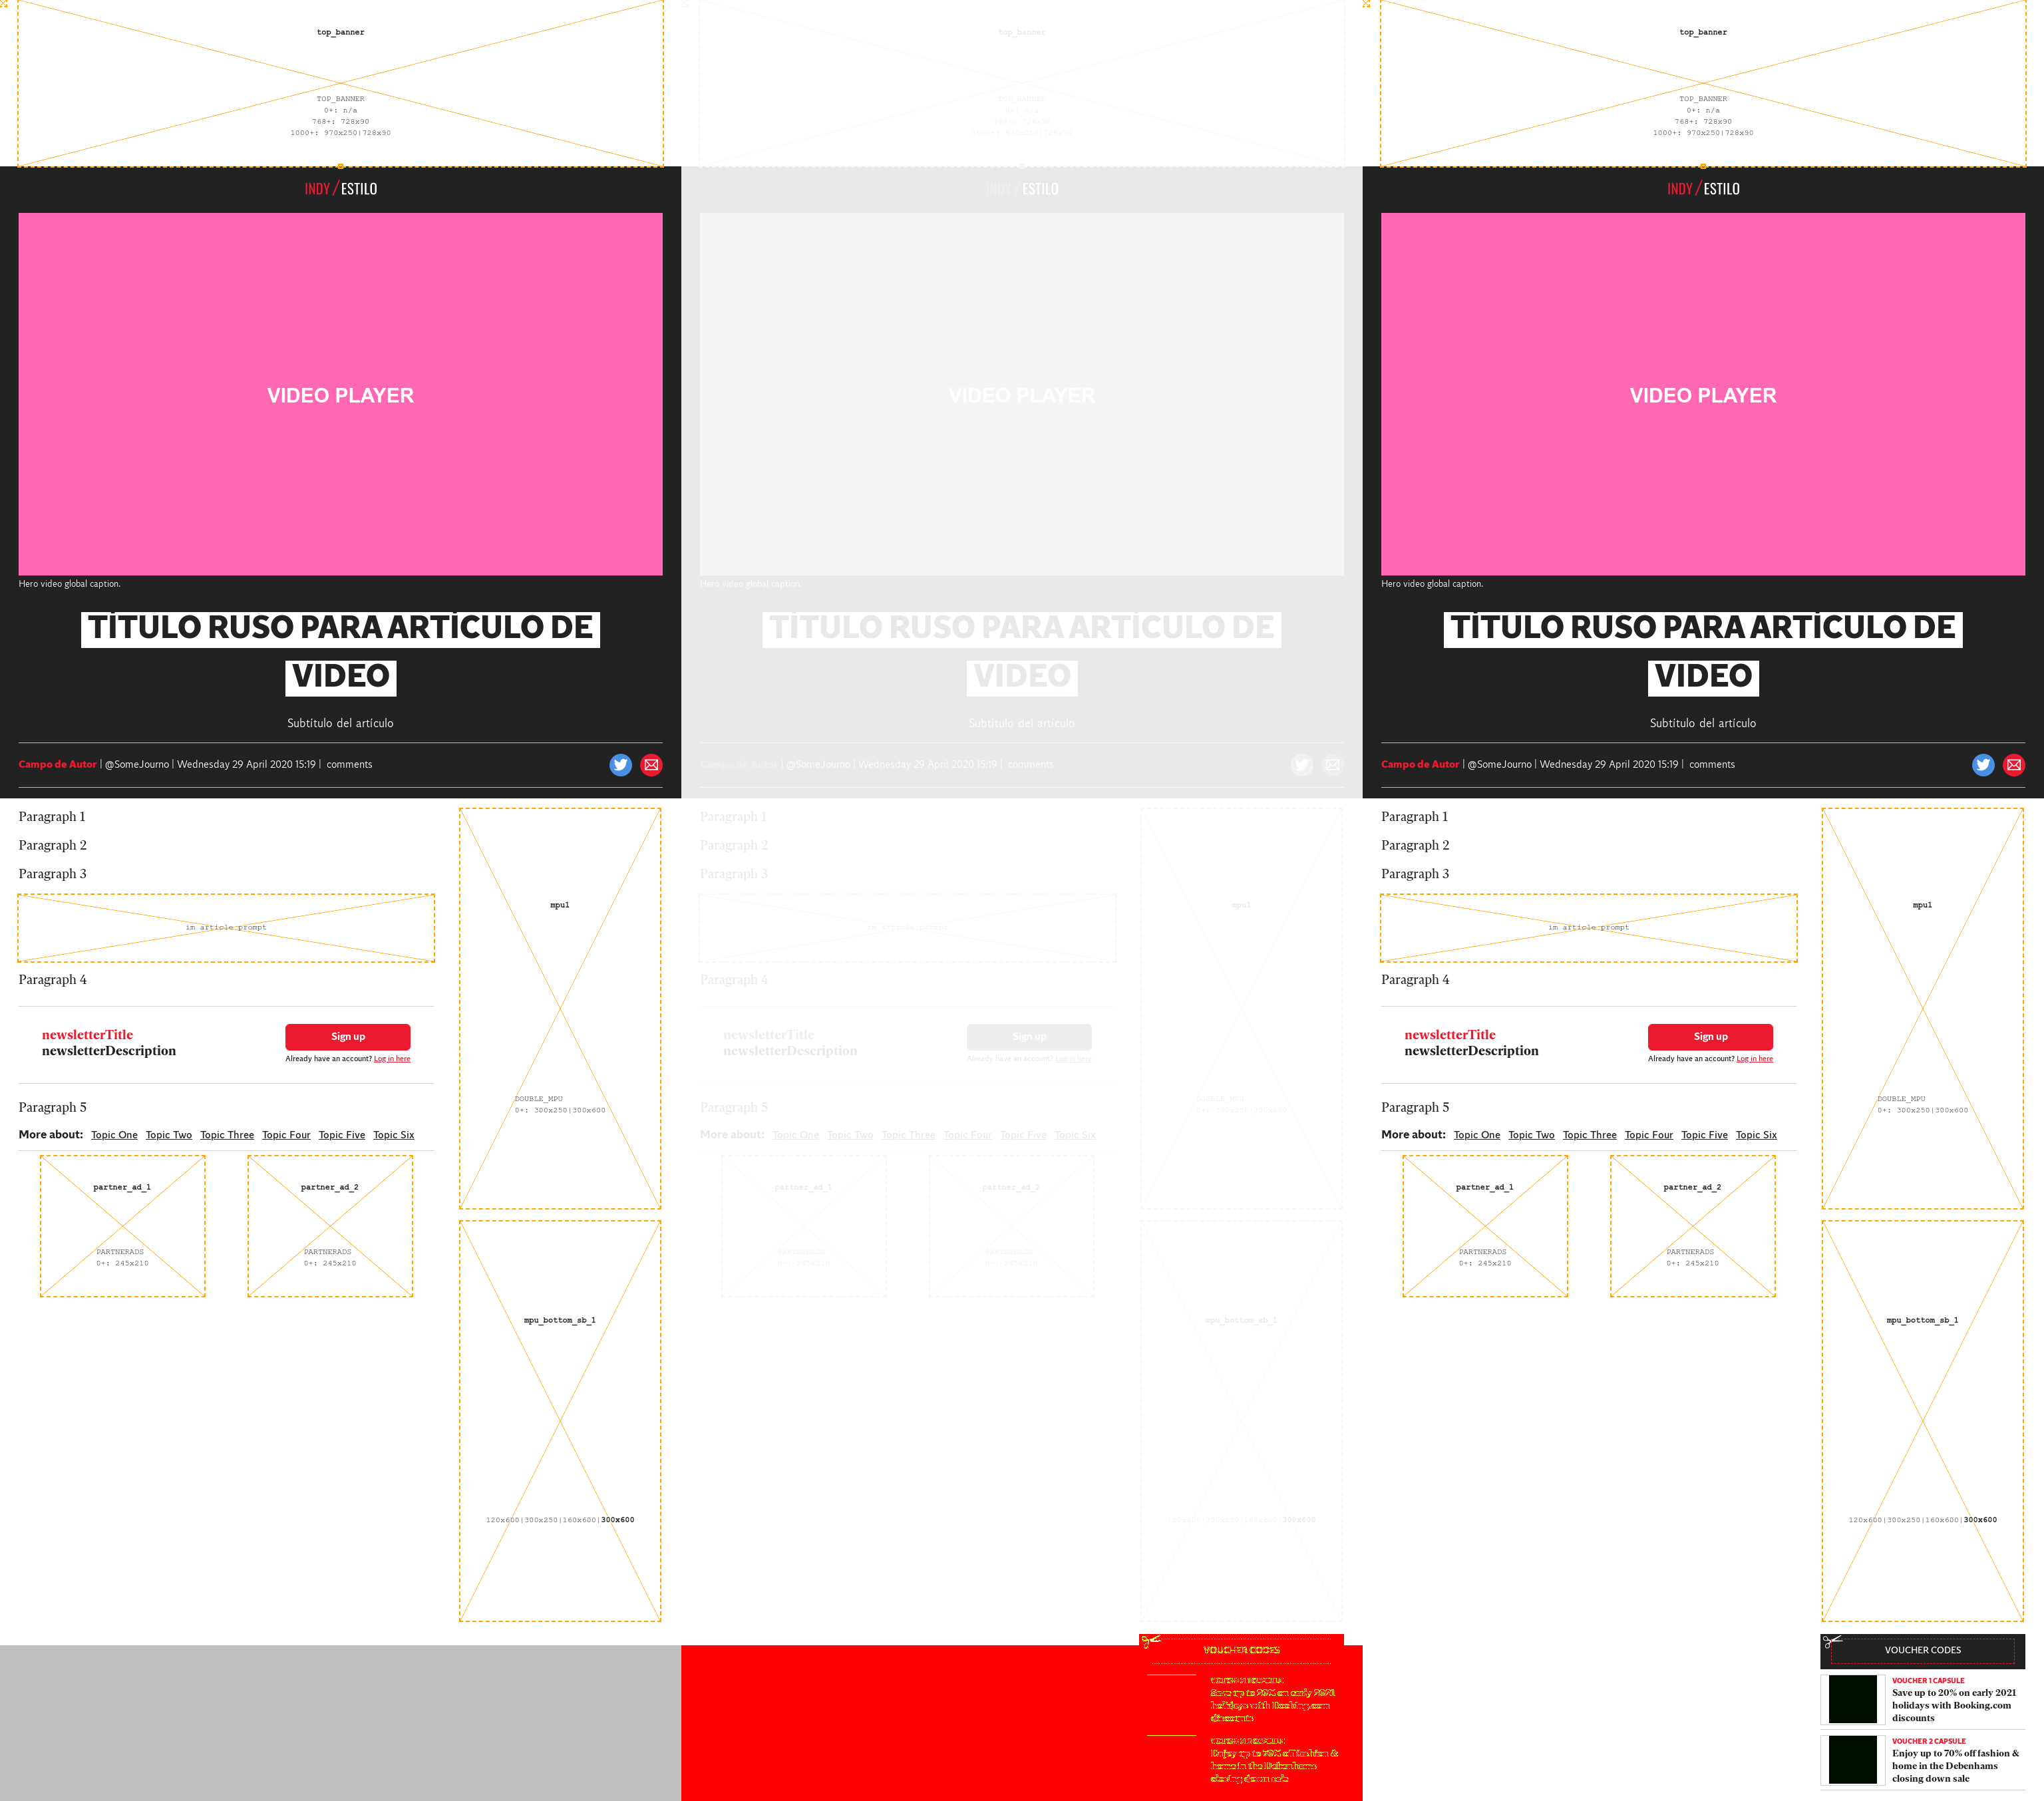 top_banner
TOP_BANNER
0+: n/a
768+: 728x90
1000+: 970x250|728x90
INDY/ESTILO
VIDEO PLAYER
Hero video global caption.
TÍTULO RUSO PARA ARTÍCULO DE
VIDEO
Subtítulo del artículo
Campo de Autor | @SomeJourno | Wednesday 29 April 2020 15:19 | comments
Paragraph 1
Paragraph 2
Paragraph 3
im article prompt
Paragraph 4
newsletterTitle
newsletterDescription
Sign up
Already have an account? Log in here
Paragraph 5
More about: Topic One Topic Two Topic Three Topic Four Topic Five Topic Six
partner_ad_1
PARTNERADS
0+: 245x210
partner_ad_2
PARTNERADS
0+: 245x210
mpu1
DOUBLE_MPU
0+: 300x250|300x600
mpu_bottom_sb_1
120x600|300x250|160x600|300x600
top_banner
TOP_BANNER
0+: n/a
768+: 728x90
1000+: 970x250|728x90
INDY/ESTILO
VIDEO PLAYER
Hero video global caption.
TÍTULO RUSO PARA ARTÍCULO DE
VIDEO
Subtítulo del artículo
Campo de Autor | @SomeJourno | Wednesday 29 April 2020 15:19 | comments
Paragraph 1
Paragraph 2
Paragraph 3
im article prompt
Paragraph 4
newsletterTitle
newsletterDescription
Sign up
Already have an account? Log in here
Paragraph 5
More about: Topic One Topic Two Topic Three Topic Four Topic Five Topic Six
partner_ad_1
PARTNERADS
0+: 245x210
partner_ad_2
PARTNERADS
0+: 245x210
mpu1
DOUBLE_MPU
0+: 300x250|300x600
mpu_bottom_sb_1
120x600|300x250|160x600|300x600
VOUCHER CODES
top_banner
TOP_BANNER
0+: n/a
768+: 728x90
1000+: 970x250|728x90
INDY/ESTILO
VIDEO PLAYER
Hero video global caption.
TÍTULO RUSO PARA ARTÍCULO DE
VIDEO
Subtítulo del artículo
Campo de Autor | @SomeJourno | Wednesday 29 April 2020 15:19 | comments
Paragraph 1
Paragraph 2
Paragraph 3
im article prompt
Paragraph 4
newsletterTitle
newsletterDescription
Sign up
Already have an account? Log in here
Paragraph 5
More about: Topic One Topic Two Topic Three Topic Four Topic Five Topic Six
partner_ad_1
PARTNERADS
0+: 245x210
partner_ad_2
PARTNERADS
0+: 245x210
mpu1
DOUBLE_MPU
0+: 300x250|300x600
mpu_bottom_sb_1
120x600|300x250|160x600|300x600
VOUCHER CODES
VOUCHER 1 CAPSULE
Save up to 20% on early 2021
holidays with Booking.com
discounts
VOUCHER 2 CAPSULE
Enjoy up to 70% off fashion &
home in the Debenhams
closing down sale